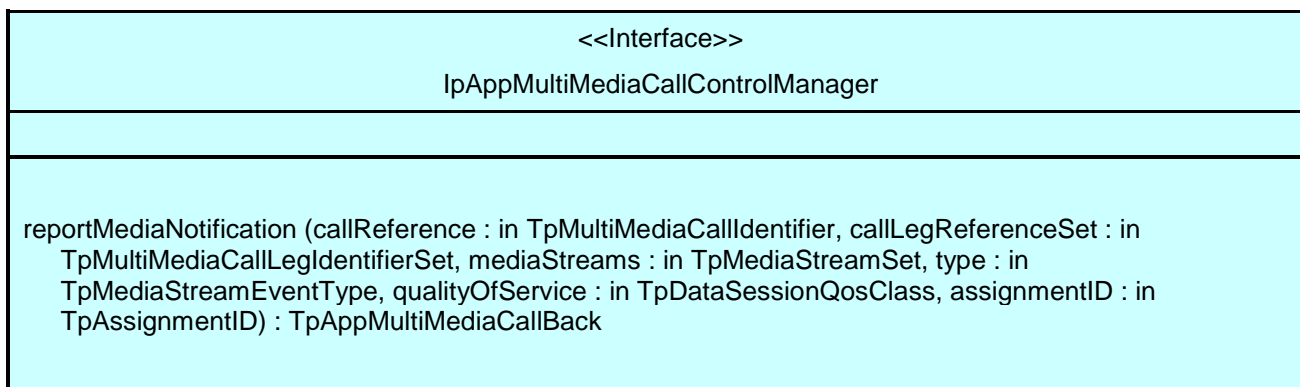 <<Interface>>
IpAppMultiMediaCallControlManager
reportMediaNotification (callReference : in TpMultiMediaCallIdentifier, callLegReferenceSet : in
TpMultiMediaCallLegIdentifierSet, mediaStreams : in TpMediaStreamSet, type : in
TpMediaStreamEventType, qualityOfService : in TpDataSessionQosClass, assignmentID : in
TpAssignmentID) : TpAppMultiMediaCallBack